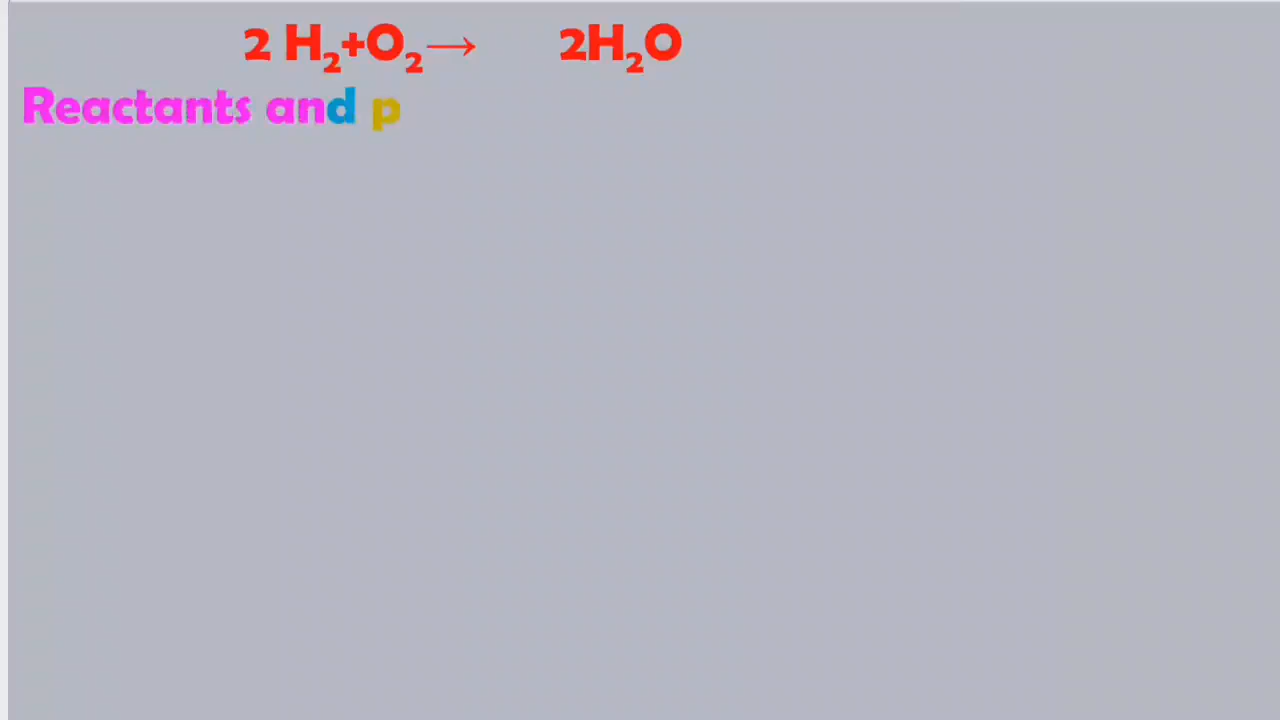 2 H₂+O₂→ 2H₂O
Reactants and p